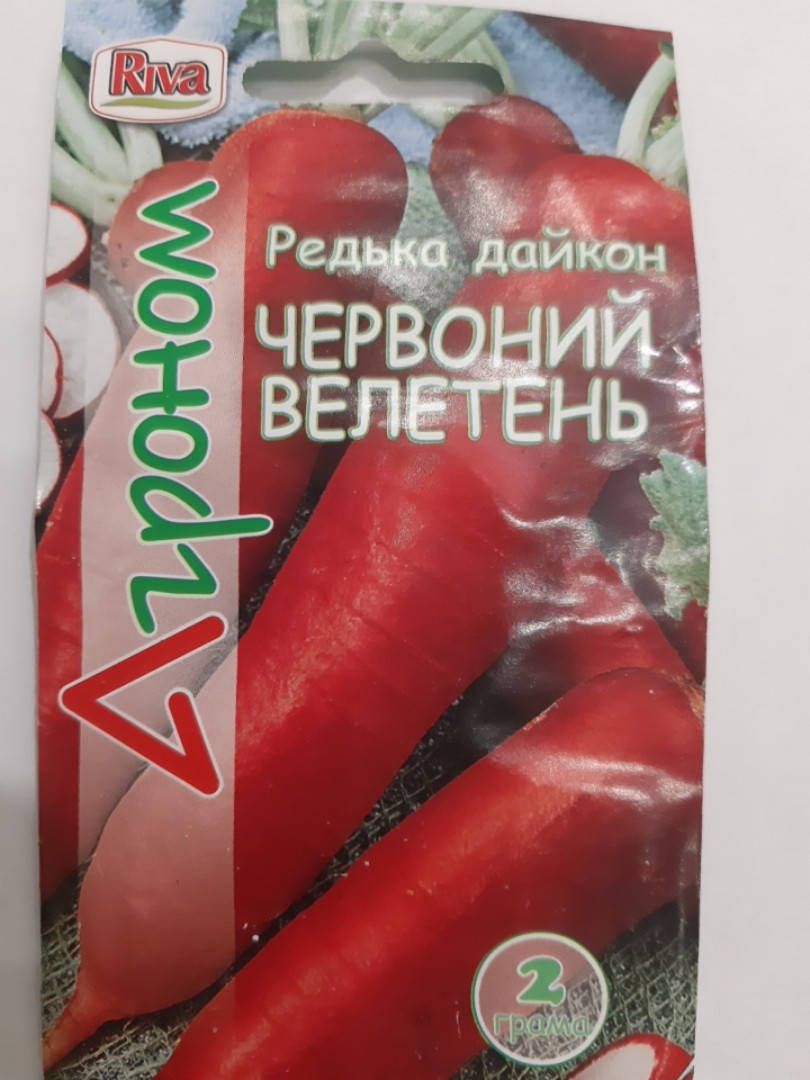 Riva
Редька дайкон
ЧЕРВОНИЙ
ВЕЛЕТЕНЬ
Агроном
2
грама